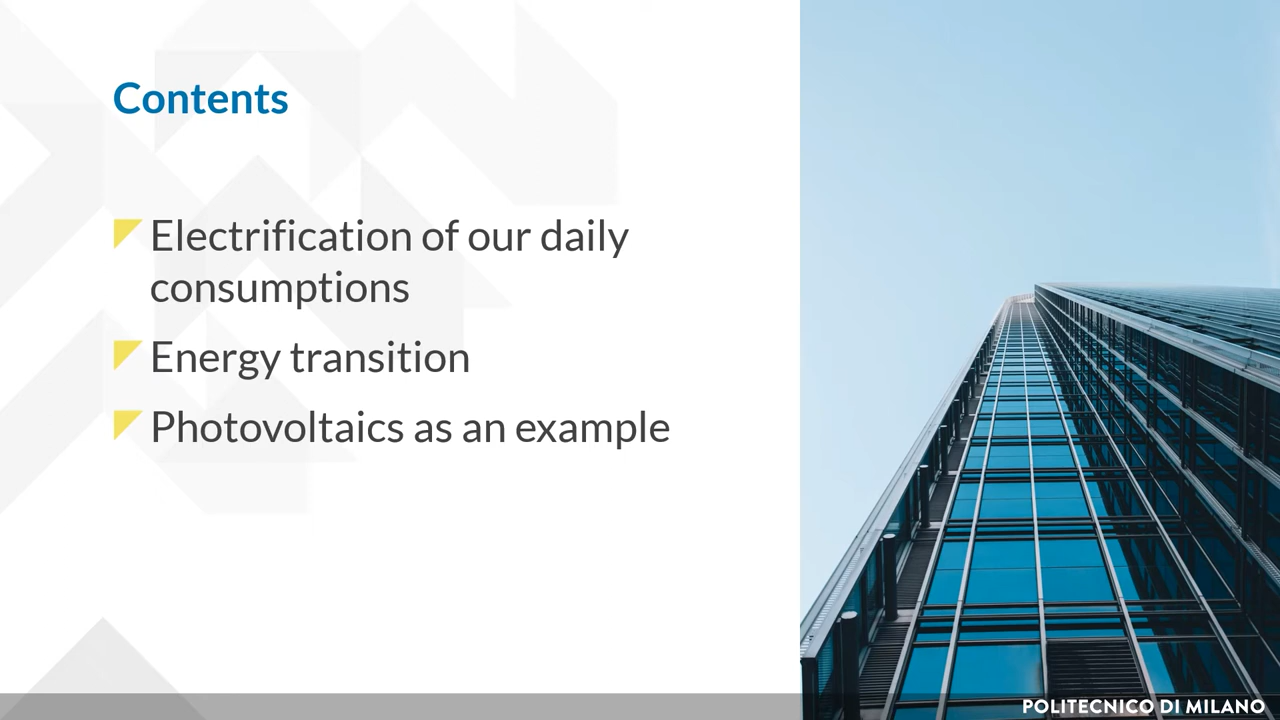 Contents
Electrification of our daily
consumptions
Energy transition
Photovoltaics as an example
POLITECNICO DI MILANO